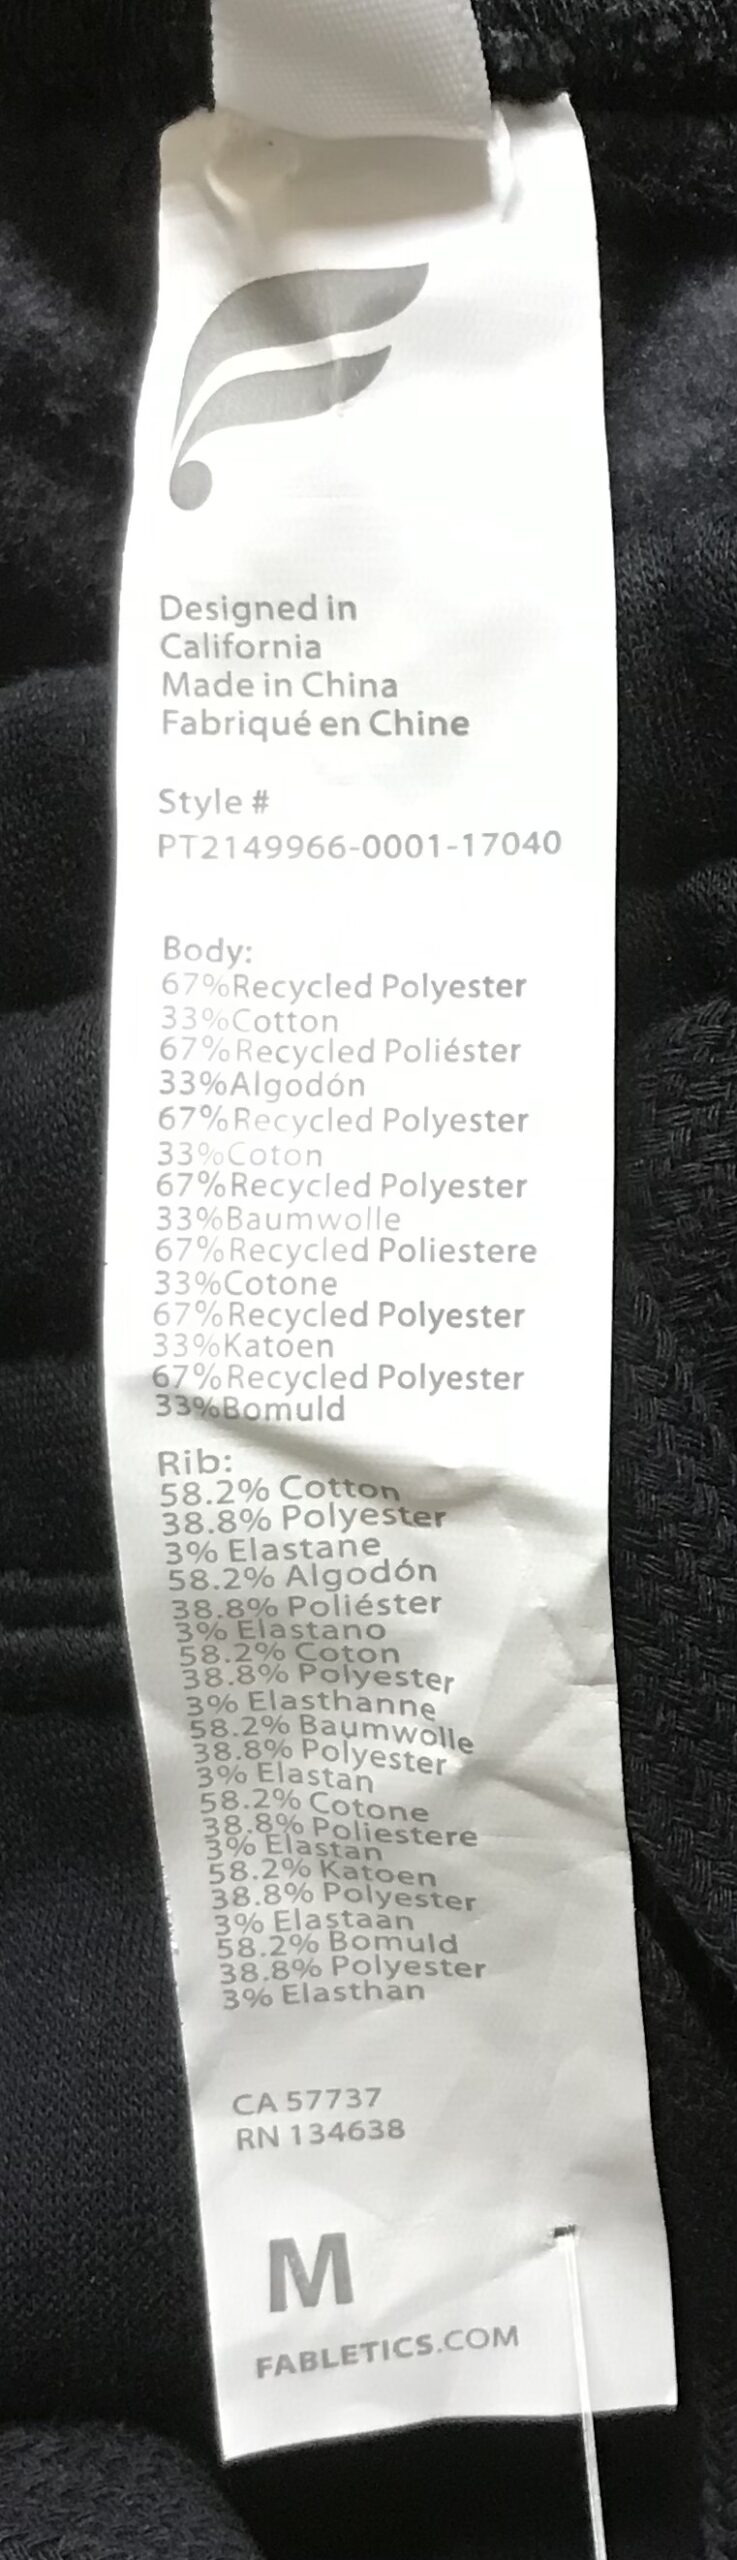 Designed in
California
Made in China
Fabriqué en Chine
Style #
PT2149966-0001-17040
Body:
67%Recycled Polyester
33%Cotton
67%Recycled Poliéster
33%Algodón
67%Recycled Polyester
33%Coton
67%Recycled Polyester
33%Baumwolle
67%Recycled Poliestere
33%Cotone
67%Recycled Polyester
33%Katoen
67%Recycled Polyester
33%Bomuld
Rib:
58.2% Cotton
38.8% Polyester
3% Elastane
58.2% Algodón
38.8% Poliéster
3% Elastano
58.2% Coton
38.8% Polyester
3% Elasthanne
58.2% Baumwolle
38.8% Polyester
3% Elastan
58.2% Cotone
38.8% Poliestere
3% Elastan
58.2% Katoen
38.8% Polyester
3% Elastaan
58.2% Bomuld
38.8% Polyester
3% Elasthan
CA 57737
RN 134638
M
FABLETICS.COM